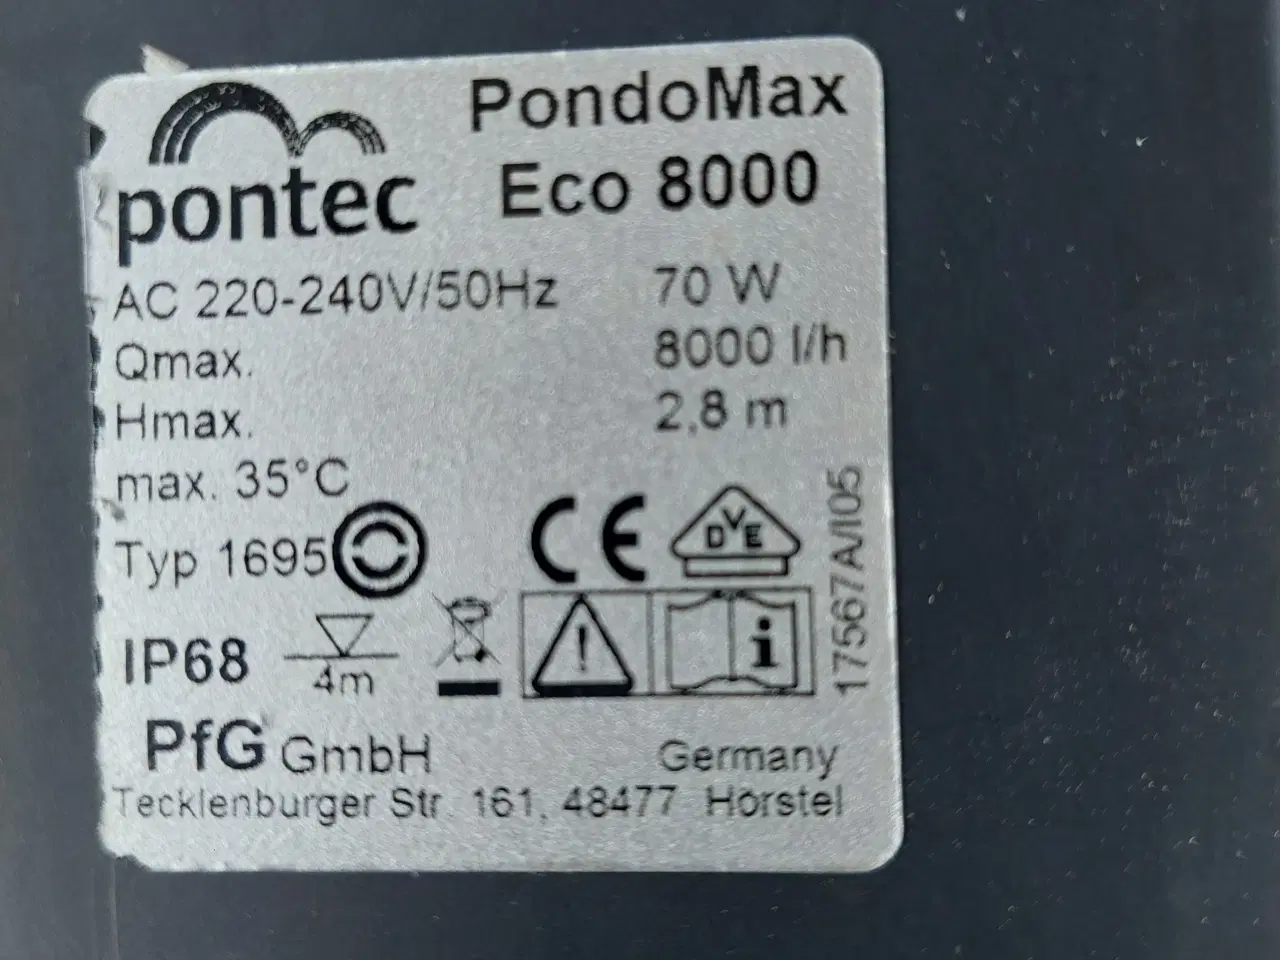 pontec
PondoMax
Eco 8000
AC 220-240V/50Hz 70 W
Qmax. 8000 l/h
Hmax. 2,8 m
max. 35°C
Typ 1695
CE DVE
17567A/I05
IP68 4m
! i
PfG GmbH Germany
Tecklenburger Str. 161, 48477 Hörstel